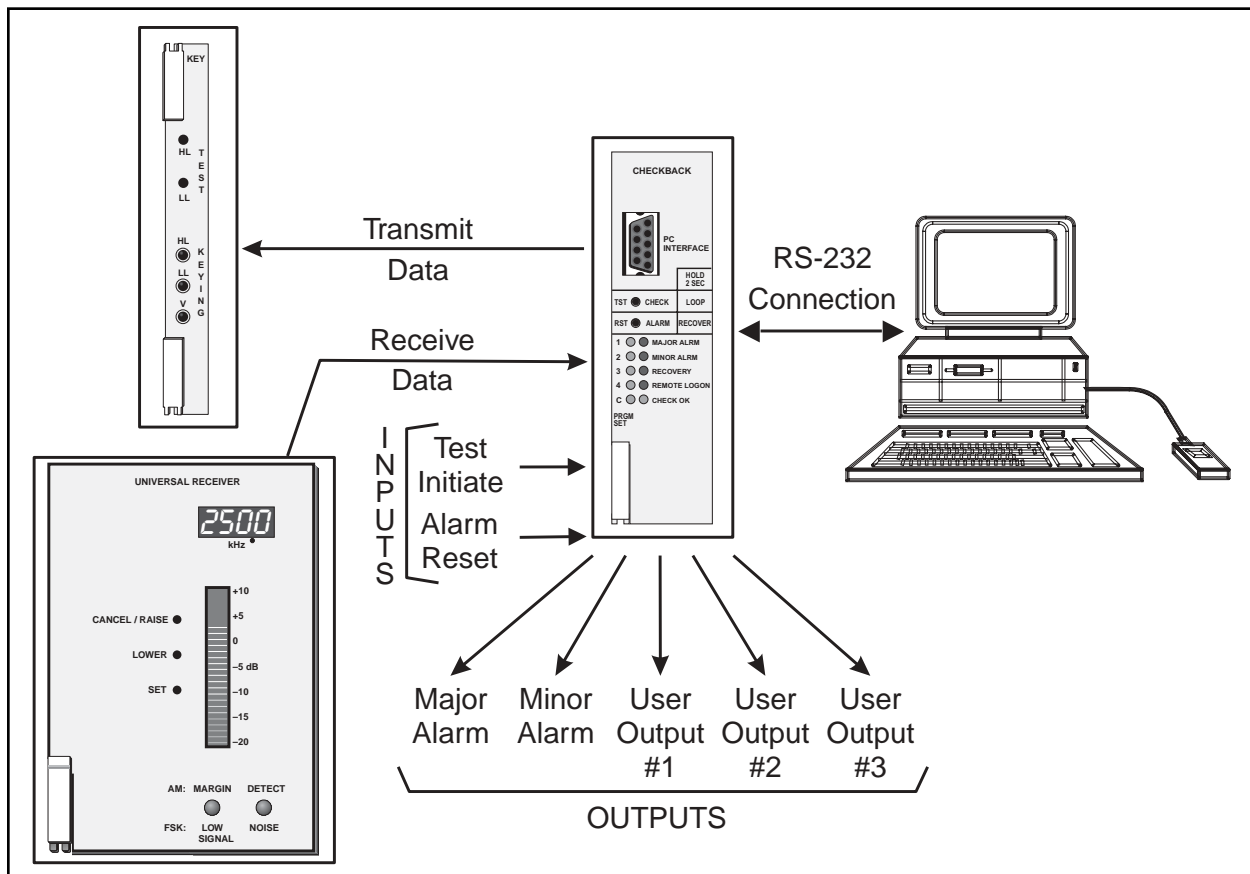 KEY
HL
LL
TEST
HL
LL
V
KEYING
Transmit
Data
Receive
Data
INPUTS
Test
Initiate
Alarm
Reset
CHECKBACK
PC
INTERFACE
HOLD
2 SEC
TST CHECK LOOP
RST ALARM RECOVER
1 MAJOR ALRM
2 MINOR ALRM
3 RECOVERY
4 REMOTE LOGON
C CHECK OK
PRGM
SET
RS-232
Connection
UNIVERSAL RECEIVER
2500
kHz
CANCEL / RAISE
LOWER
SET
+10
+5
0
–5 dB
–10
–15
–20
AM: MARGIN DETECT
FSK: LOW SIGNAL NOISE
Major
Alarm
Minor
Alarm
User
Output
#1
User
Output
#2
User
Output
#3
OUTPUTS